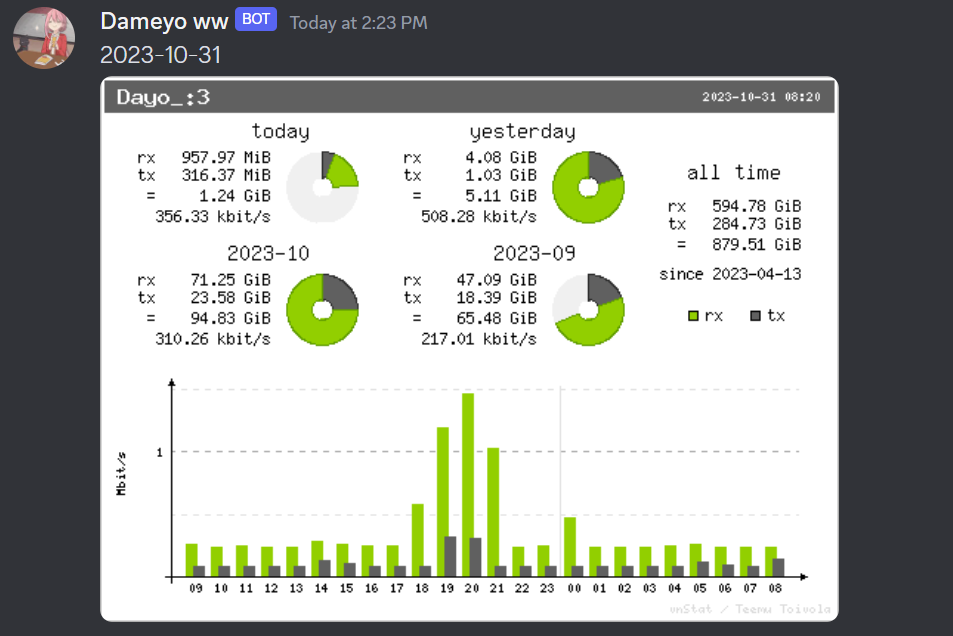 Dameyo ww BOT Today at 2:23 PM
2023-10-31
Dayo_:3 2023-10-31 08:20
today
rx 957.97 MiB
tx 316.37 MiB
= 1.24 GiB
356.33 kbit/s
yesterday
rx 4.08 GiB
tx 1.03 GiB
= 5.11 GiB
508.28 kbit/s
all time
rx 594.78 GiB
tx 284.73 GiB
= 879.51 GiB
since 2023-04-13
rx tx
2023-10
rx 71.25 GiB
tx 23.58 GiB
= 94.83 GiB
310.26 kbit/s
2023-09
rx 47.09 GiB
tx 18.39 GiB
= 65.48 GiB
217.01 kbit/s
Mbit/s
1
09 10 11 12 13 14 15 16 17 18 19 20 21 22 23 00 01 02 03 04 05 06 07 08
vnStat / Teemu Toivola